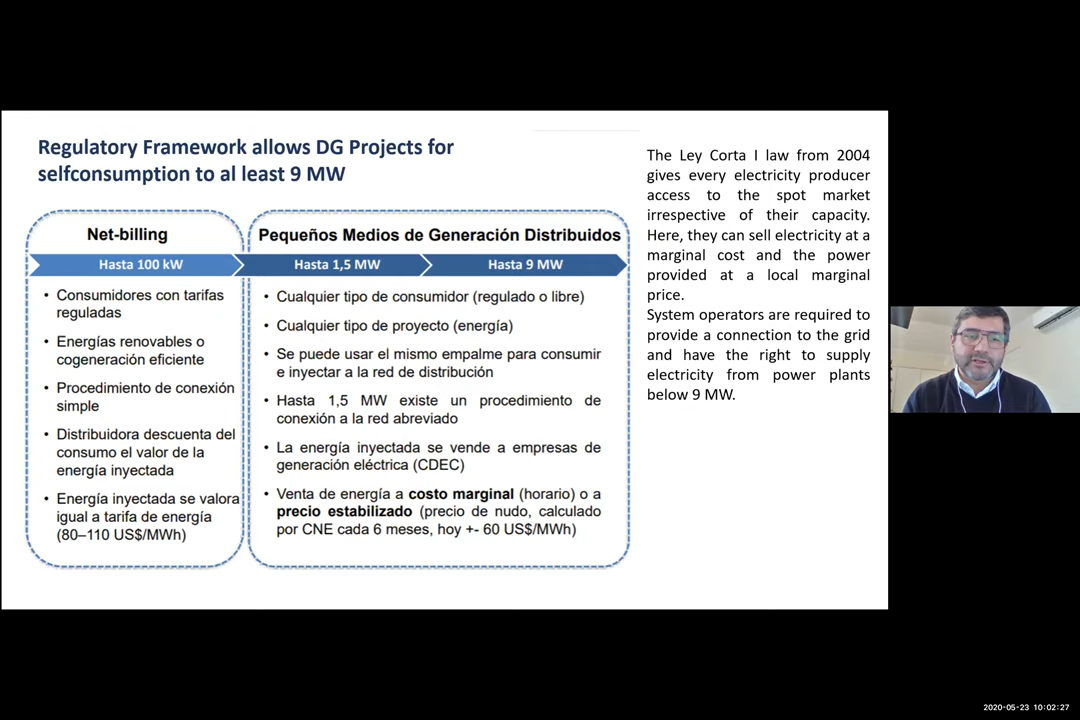 Regulatory Framework allows DG Projects for
selfconsumption to al least 9 MW
Net-billing
Hasta 100 kW
• Consumidores con tarifas
reguladas
• Energías renovables o
cogeneración eficiente
• Procedimiento de conexión
simple
• Distribuidora descuenta del
consumo el valor de la
energía inyectada
• Energía inyectada se valora
igual a tarifa de energía
(80–110 US$/MWh)
Pequeños Medios de Generación Distribuidos
Hasta 1,5 MW
Hasta 9 MW
• Cualquier tipo de consumidor (regulado o libre)
• Cualquier tipo de proyecto (energía)
• Se puede usar el mismo empalme para consumir
e inyectar a la red de distribución
• Hasta 1,5 MW existe un procedimiento de
conexión a la red abreviado
• La energía inyectada se vende a empresas de
generación eléctrica (CDEC)
• Venta de energía a costo marginal (horario) o a
precio estabilizado (precio de nudo, calculado
por CNE cada 6 meses, hoy +- 60 US$/MWh)
The Ley Corta I law from 2004
gives every electricity producer
access to the spot market
irrespective of their capacity.
Here, they can sell electricity at a
marginal cost and the power
provided at a local marginal
price.
System operators are required to
provide a connection to the grid
and have the right to supply
electricity from power plants
below 9 MW.
2020-05-23 10:02:27